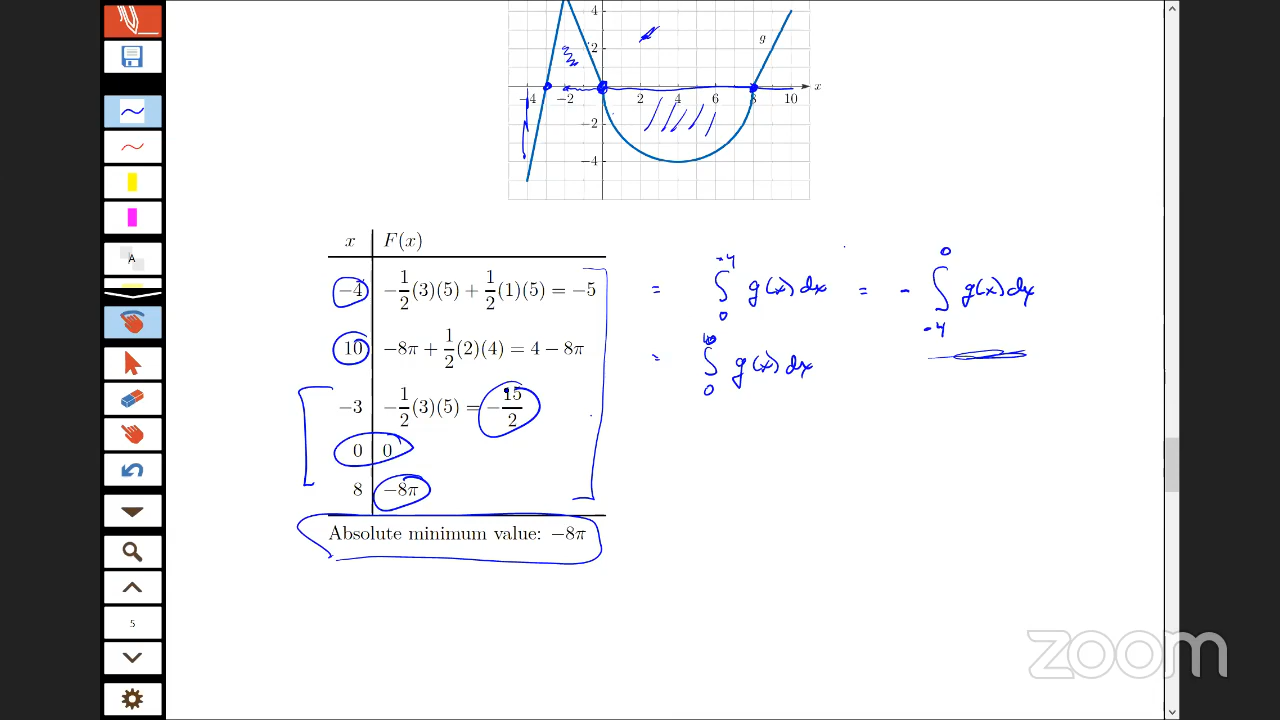 4
2
g
−4 −2 2 4 6 8 10 x
−2
−4
x F(x)
−4 −1/2(3)(5) + 1/2(1)(5) = −5 = ∫_0^{-4} g(x) dx = - ∫_{-4}^0 g(x) dx
10 −8π + 1/2(2)(4) = 4 − 8π = ∫_0^{10} g(x) dx
−3 −1/2(3)(5) = −15/2
0 0
8 −8π
Absolute minimum value: −8π
A
5
zoom